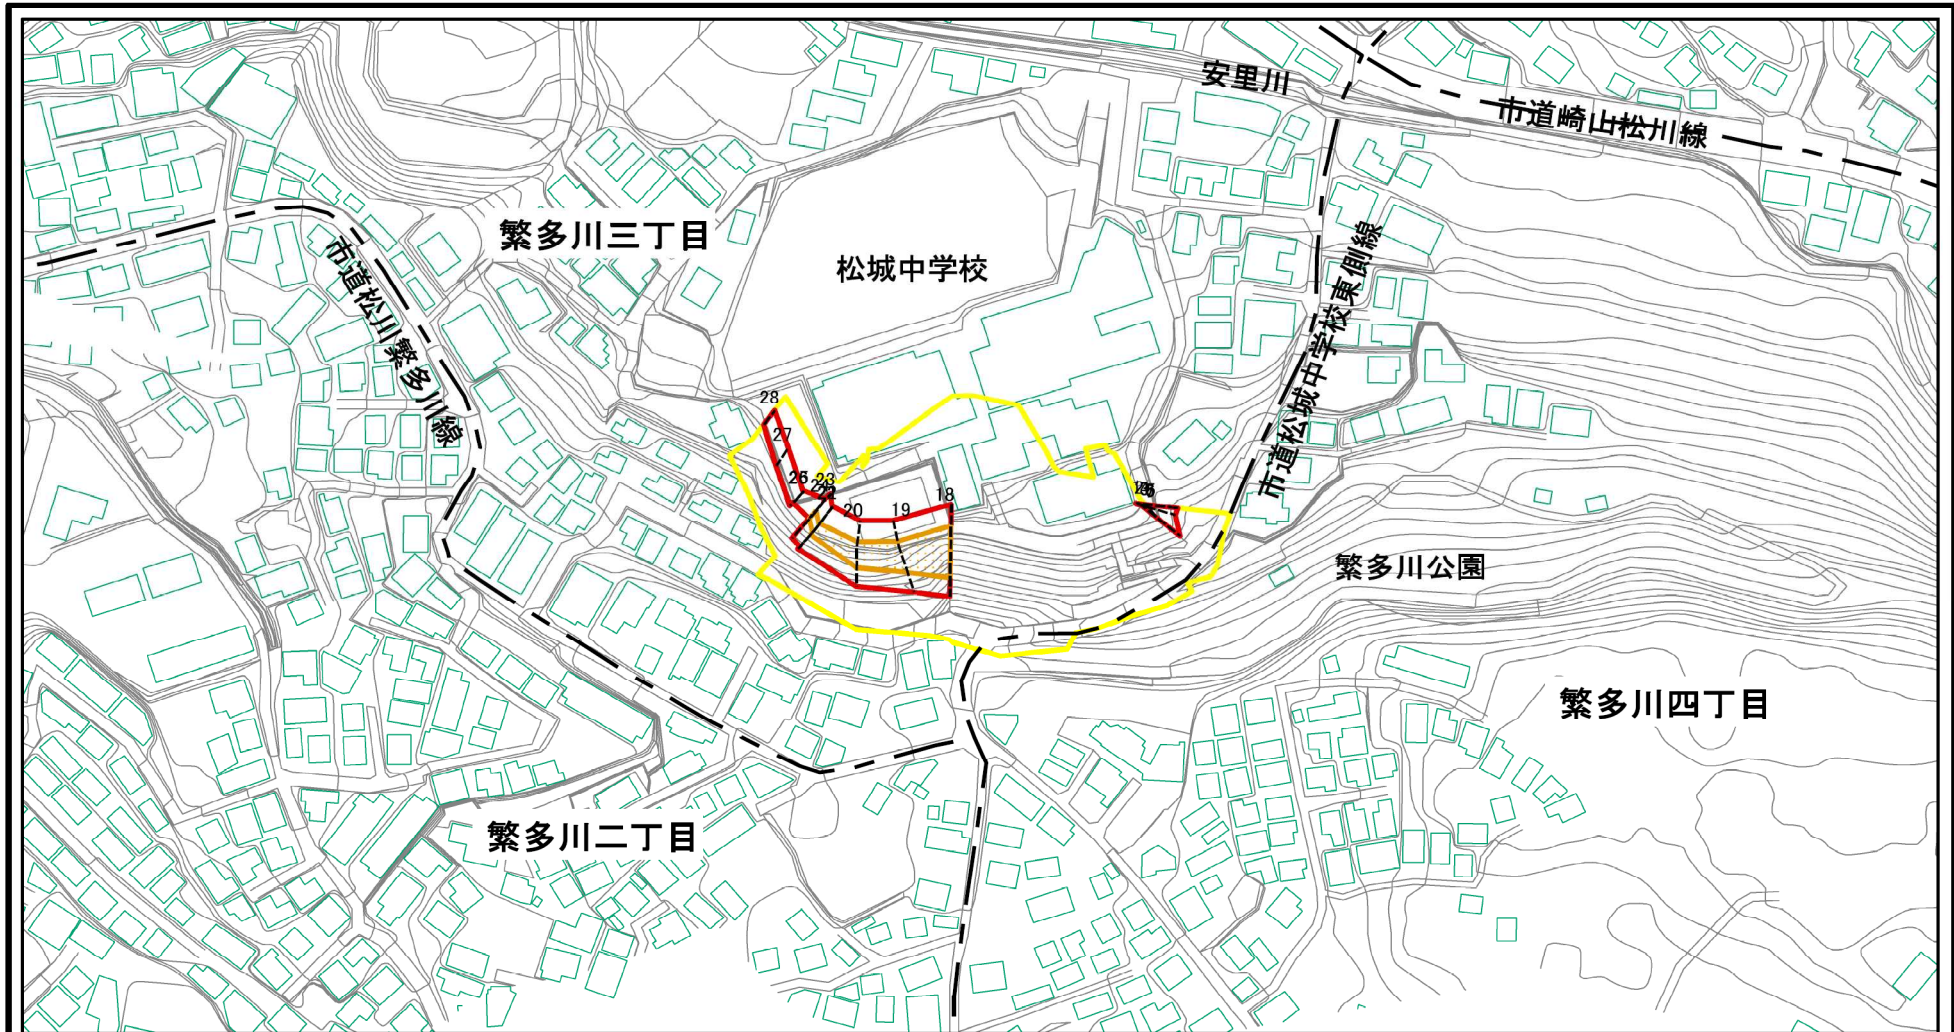 安里川
市道崎山松川線
繁多川三丁目
松城中学校
市道松川繁多川線
市道松城中学校東側線
28
27
23
20
19
18
繁多川公園
繁多川四丁目
繁多川二丁目